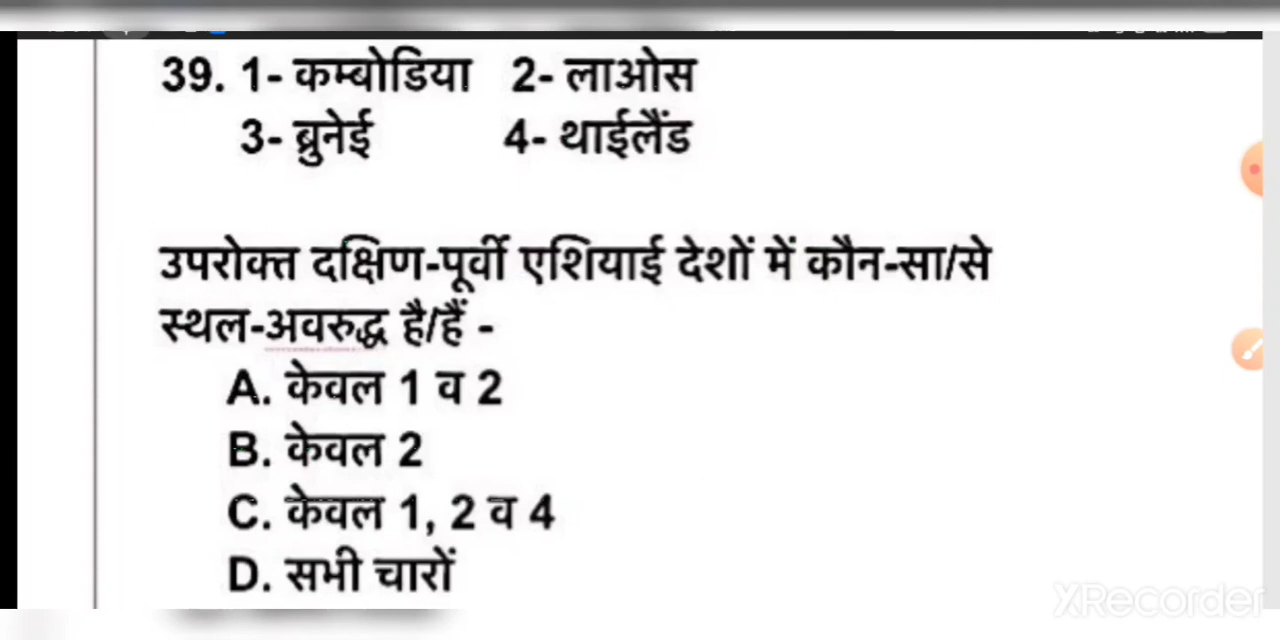 39. 1- कम्बोडिया 2- लाओस
3- ब्रुनेई 4- थाईलैंड
उपरोक्त दक्षिण-पूर्वी एशियाई देशों में कौन-सा/से
स्थल-अवरुद्ध है/हैं -
A. केवल 1 व 2
B. केवल 2
C. केवल 1, 2 व 4
D. सभी चारों
XRecorder